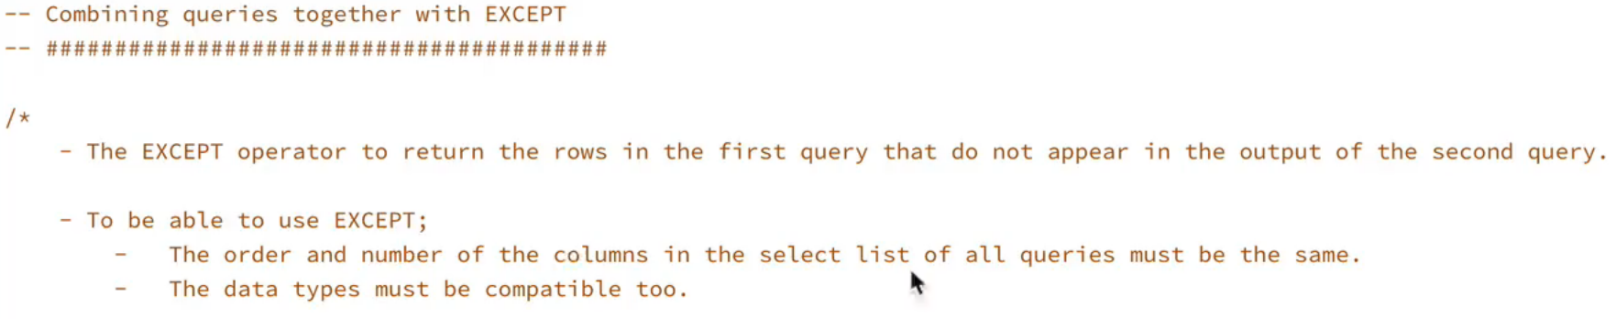 -- Combining queries together with EXCEPT
-- #########################################
/*
- The EXCEPT operator to return the rows in the first query that do not appear in the output of the second query.
- To be able to use EXCEPT;
- The order and number of the columns in the select list of all queries must be the same.
- The data types must be compatible too.